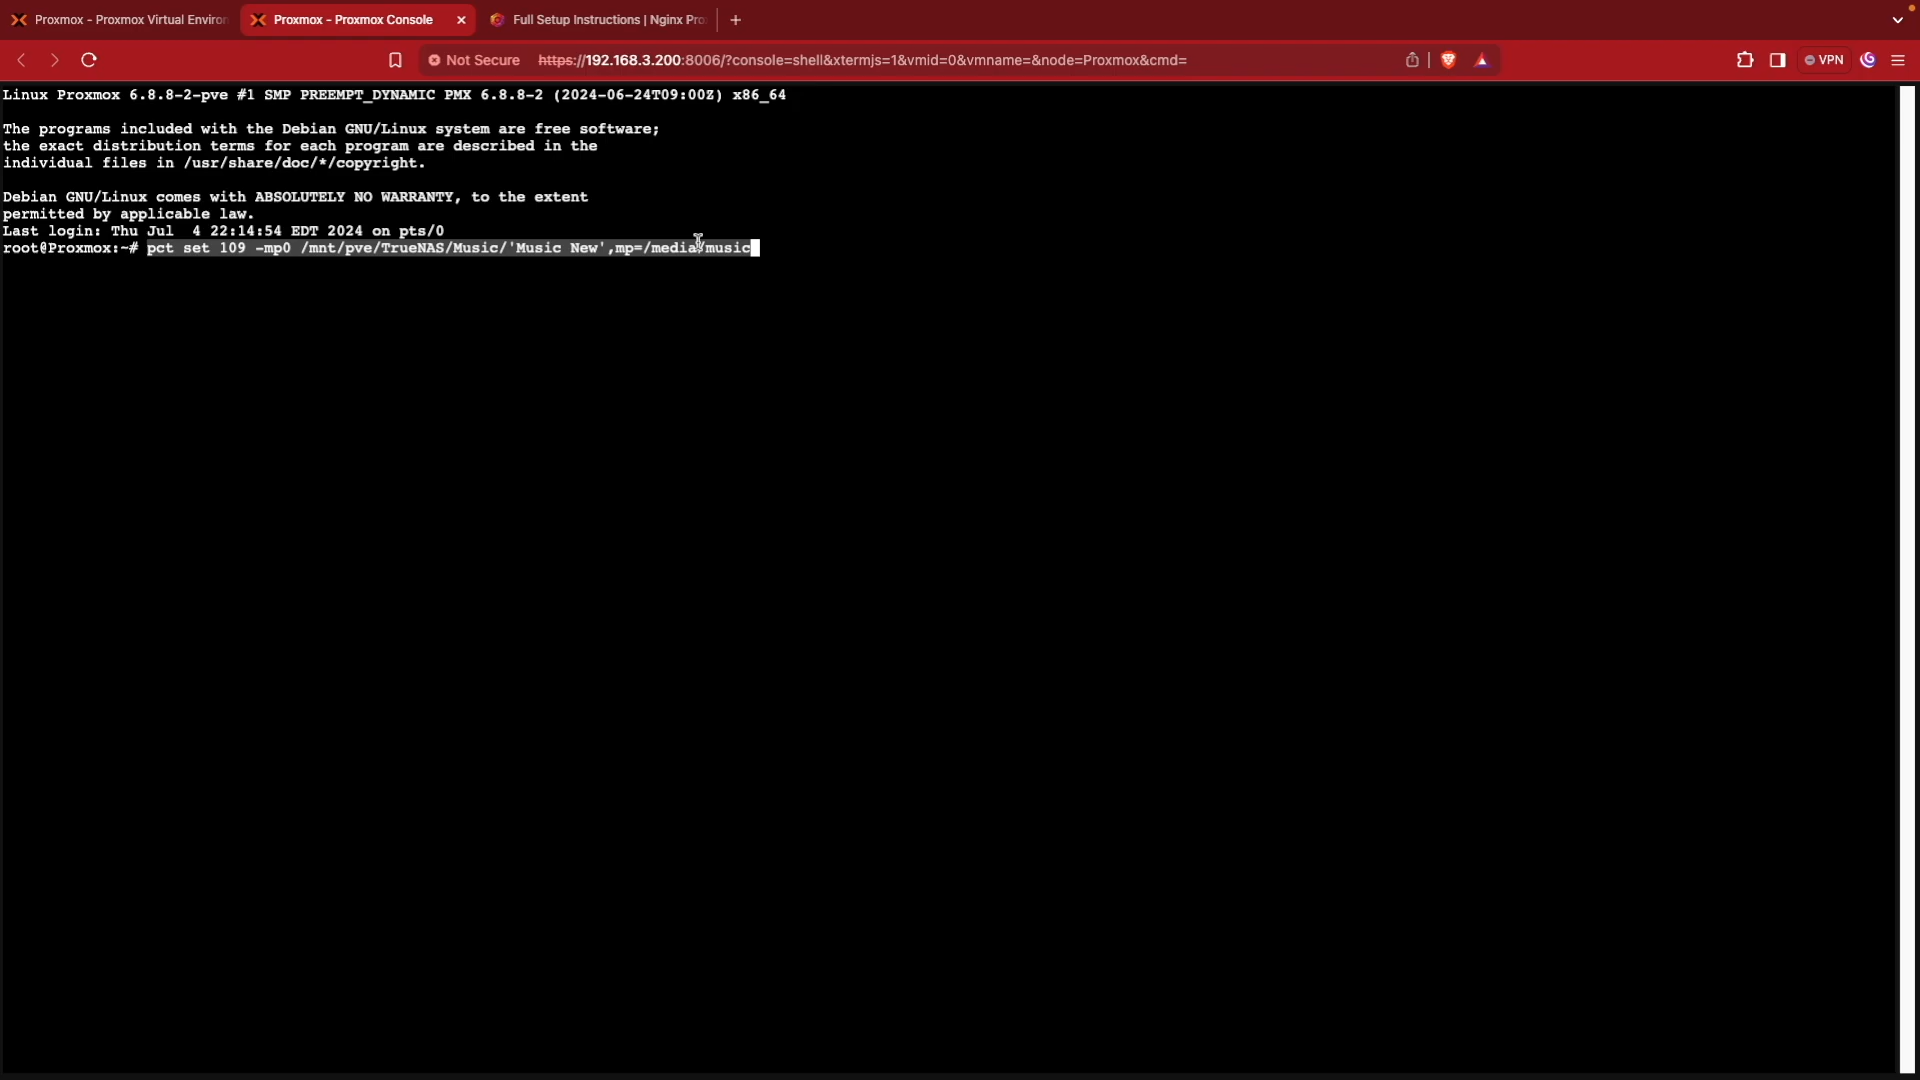 Proxmox - Proxmox Virtual Environ
Proxmox - Proxmox Console
Full Setup Instructions | Nginx Pro
Not Secure https://192.168.3.200:8006/?console=shell&xtermjs=1&vmid=0&vmname=&node=Proxmox&cmd=
VPN
Linux Proxmox 6.8.8-2-pve #1 SMP PREEMPT_DYNAMIC PMX 6.8.8-2 (2024-06-24T09:00Z) x86_64
The programs included with the Debian GNU/Linux system are free software;
the exact distribution terms for each program are described in the
individual files in /usr/share/doc/*/copyright.
Debian GNU/Linux comes with ABSOLUTELY NO WARRANTY, to the extent
permitted by applicable law.
Last login: Thu Jul  4 22:14:54 EDT 2024 on pts/0
root@Proxmox:~# pct set 109 -mp0 /mnt/pve/TrueNAS/Music/'Music New',mp=/media/music